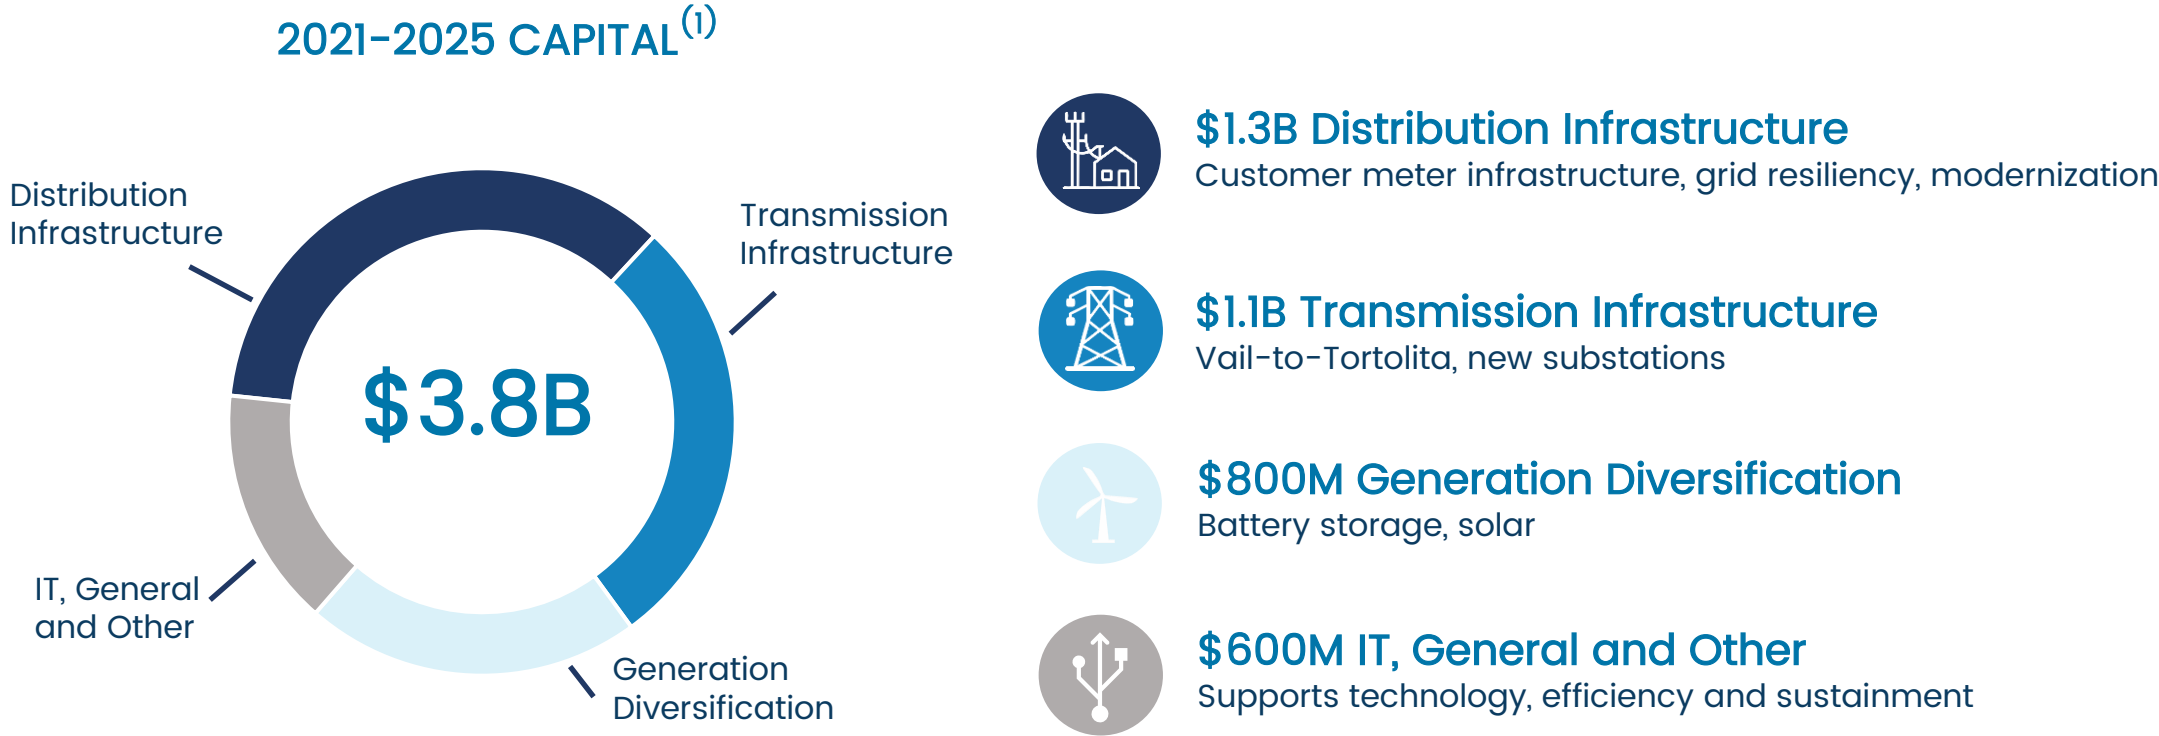 2021-2025 CAPITAL(1)
Distribution
Infrastructure
Transmission
Infrastructure
$3.8B
IT, General
and Other
Generation
Diversification
$1.3B Distribution Infrastructure
Customer meter infrastructure, grid resiliency, modernization
$1.1B Transmission Infrastructure
Vail-to-Tortolita, new substations
$800M Generation Diversification
Battery storage, solar
$600M IT, General and Other
Supports technology, efficiency and sustainment